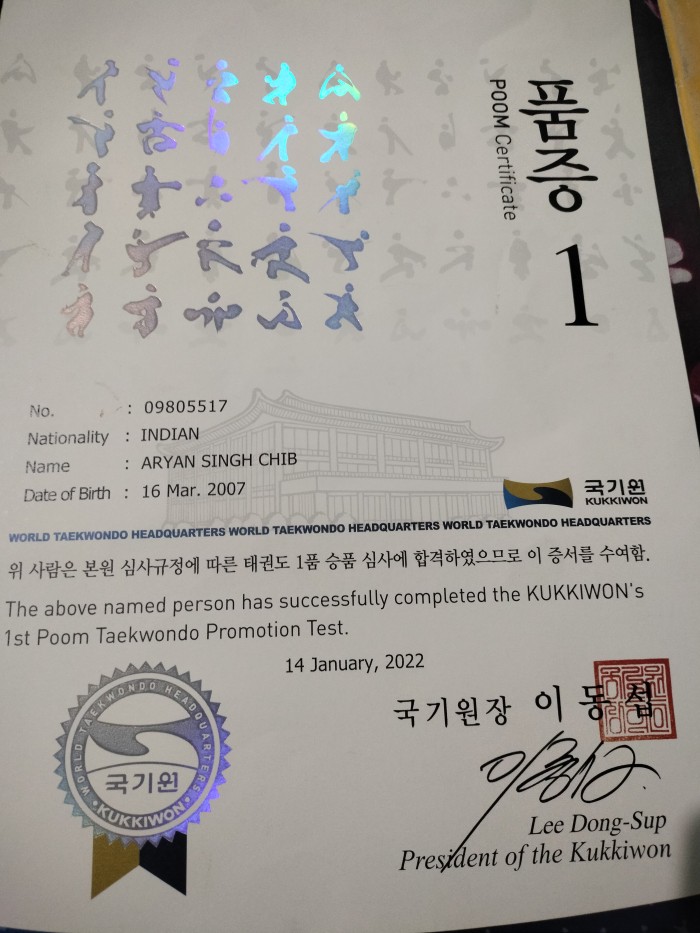 품증
POOM Certificate
1
No. : 09805517
Nationality : INDIAN
Name : ARYAN SINGH CHIB
Date of Birth : 16 Mar. 2007
국기원
KUKKIWON
WORLD TAEKWONDO HEADQUARTERS WORLD TAEKWONDO HEADQUARTERS WORLD TAEKWONDO HEADQUARTERS
위 사람은 본원 심사규정에 따른 태권도 1품 승품 심사에 합격하였으므로 이 증서를 수여함.
The above named person has successfully completed the KUKKIWON's
1st Poom Taekwondo Promotion Test.
14 January, 2022
국기원장 이동섭
WORLD TAEKWONDO HEADQUARTERS
국기원
• KUKKIWON •
Lee Dong-Sup
President of the Kukkiwon